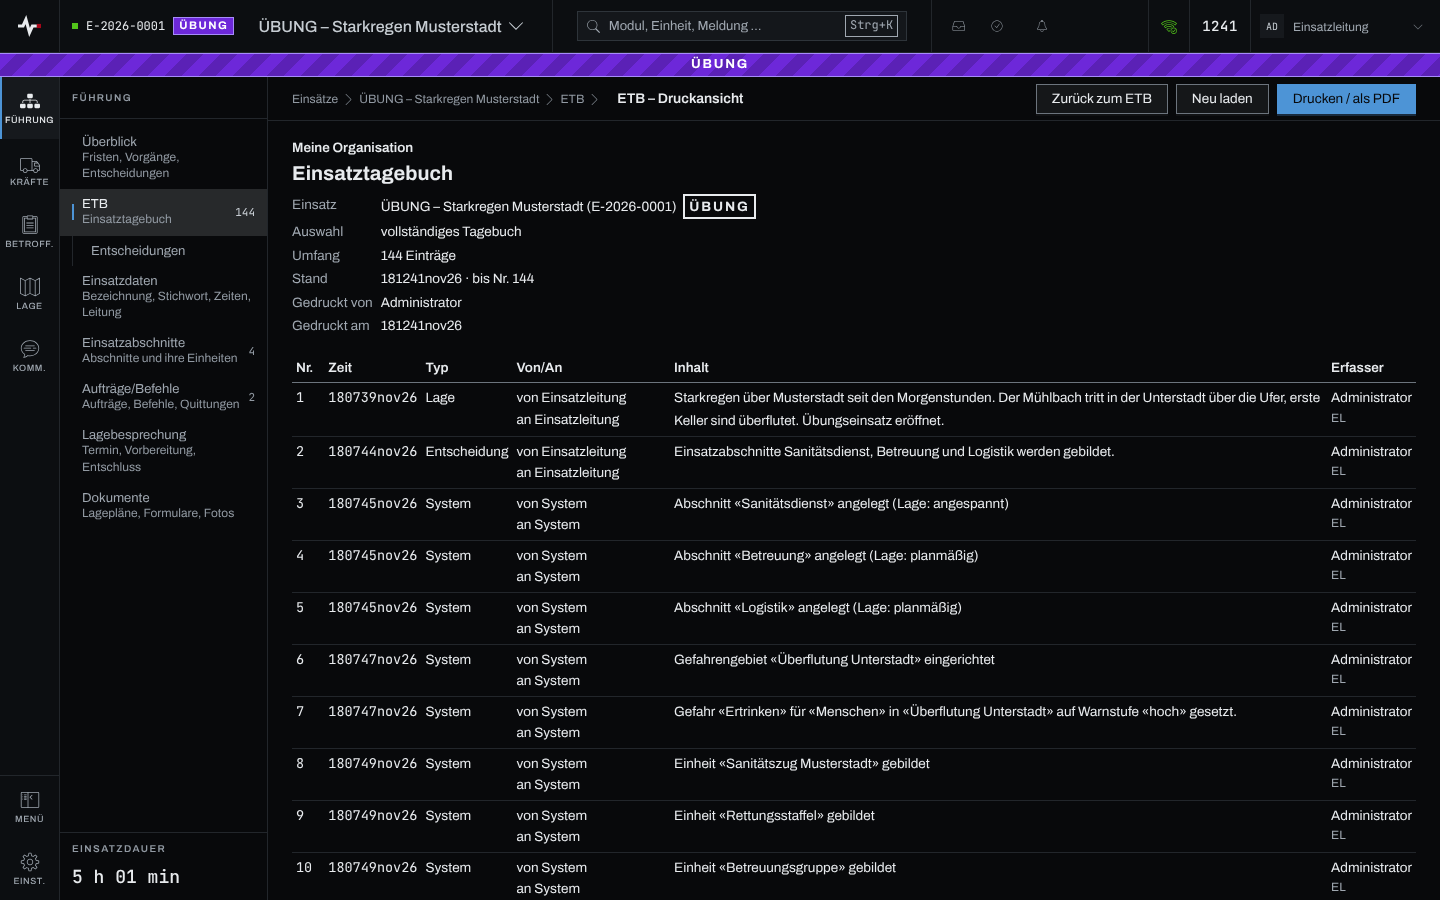 E-2026-0001 ÜBUNG ÜBUNG – Starkregen Musterstadt Modul, Einheit, Meldung ... Strg+K 1241 AD Einsatzleitung
ÜBUNG
FÜHRUNG
KRÄFTE
BETROFF.
LAGE
KOMM.
MENÜ
EINST.
FÜHRUNG
Überblick
Fristen, Vorgänge,
Entscheidungen
ETB
Einsatztagebuch 144
Entscheidungen
Einsatzdaten
Bezeichnung, Stichwort, Zeiten,
Leitung
Einsatzabschnitte
Abschnitte und ihre Einheiten 4
Aufträge/Befehle
Aufträge, Befehle, Quittungen 2
Lagebesprechung
Termin, Vorbereitung,
Entschluss
Dokumente
Lagepläne, Formulare, Fotos
EINSATZDAUER
5 h 01 min
Einsätze ÜBUNG – Starkregen Musterstadt ETB ETB – Druckansicht Zurück zum ETB Neu laden Drucken / als PDF
Meine Organisation
Einsatztagebuch
Einsatz ÜBUNG – Starkregen Musterstadt (E-2026-0001) ÜBUNG
Auswahl vollständiges Tagebuch
Umfang 144 Einträge
Stand 181241nov26 · bis Nr. 144
Gedruckt von Administrator
Gedruckt am 181241nov26
Nr. Zeit Typ Von/An Inhalt Erfasser
1 180739nov26 Lage von Einsatzleitung Starkregen über Musterstadt seit den Morgenstunden. Der Mühlbach tritt in der Unterstadt über die Ufer, erste Administrator
an Einsatzleitung Keller sind überflutet. Übungseinsatz eröffnet. EL
2 180744nov26 Entscheidung von Einsatzleitung Einsatzabschnitte Sanitätsdienst, Betreuung und Logistik werden gebildet. Administrator
an Einsatzleitung EL
3 180745nov26 System von System Abschnitt «Sanitätsdienst» angelegt (Lage: angespannt) Administrator
an System EL
4 180745nov26 System von System Abschnitt «Betreuung» angelegt (Lage: planmäßig) Administrator
an System EL
5 180745nov26 System von System Abschnitt «Logistik» angelegt (Lage: planmäßig) Administrator
an System EL
6 180747nov26 System von System Gefahrengebiet «Überflutung Unterstadt» eingerichtet Administrator
an System EL
7 180747nov26 System von System Gefahr «Ertrinken» für «Menschen» in «Überflutung Unterstadt» auf Warnstufe «hoch» gesetzt. Administrator
an System EL
8 180749nov26 System von System Einheit «Sanitätszug Musterstadt» gebildet Administrator
an System EL
9 180749nov26 System von System Einheit «Rettungsstaffel» gebildet Administrator
an System EL
10 180749nov26 System von System Einheit «Betreuungsgruppe» gebildet Administrator
an System EL